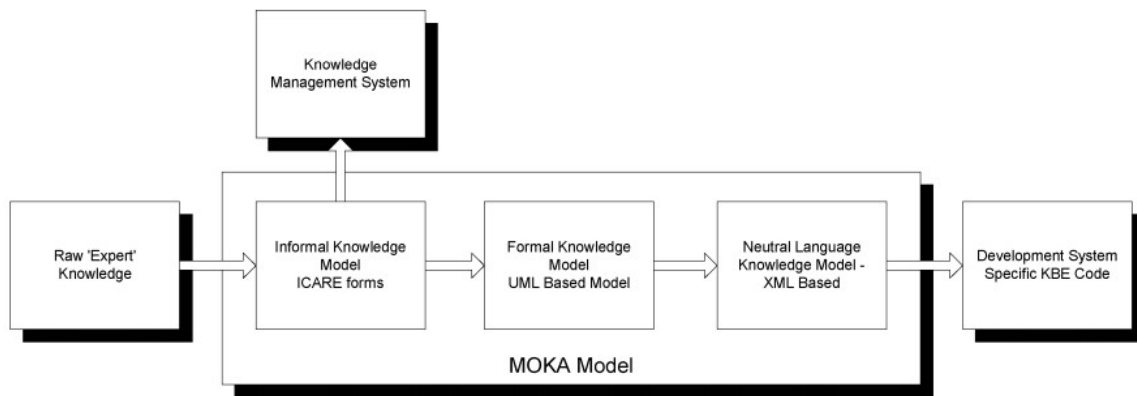 Knowledge
Management System
Raw 'Expert'
Knowledge
Informal Knowledge
Model
ICARE forms
Formal Knowledge
Model
UML Based Model
Neutral Language
Knowledge Model -
XML Based
Development System
Specific KBE Code
MOKA Model